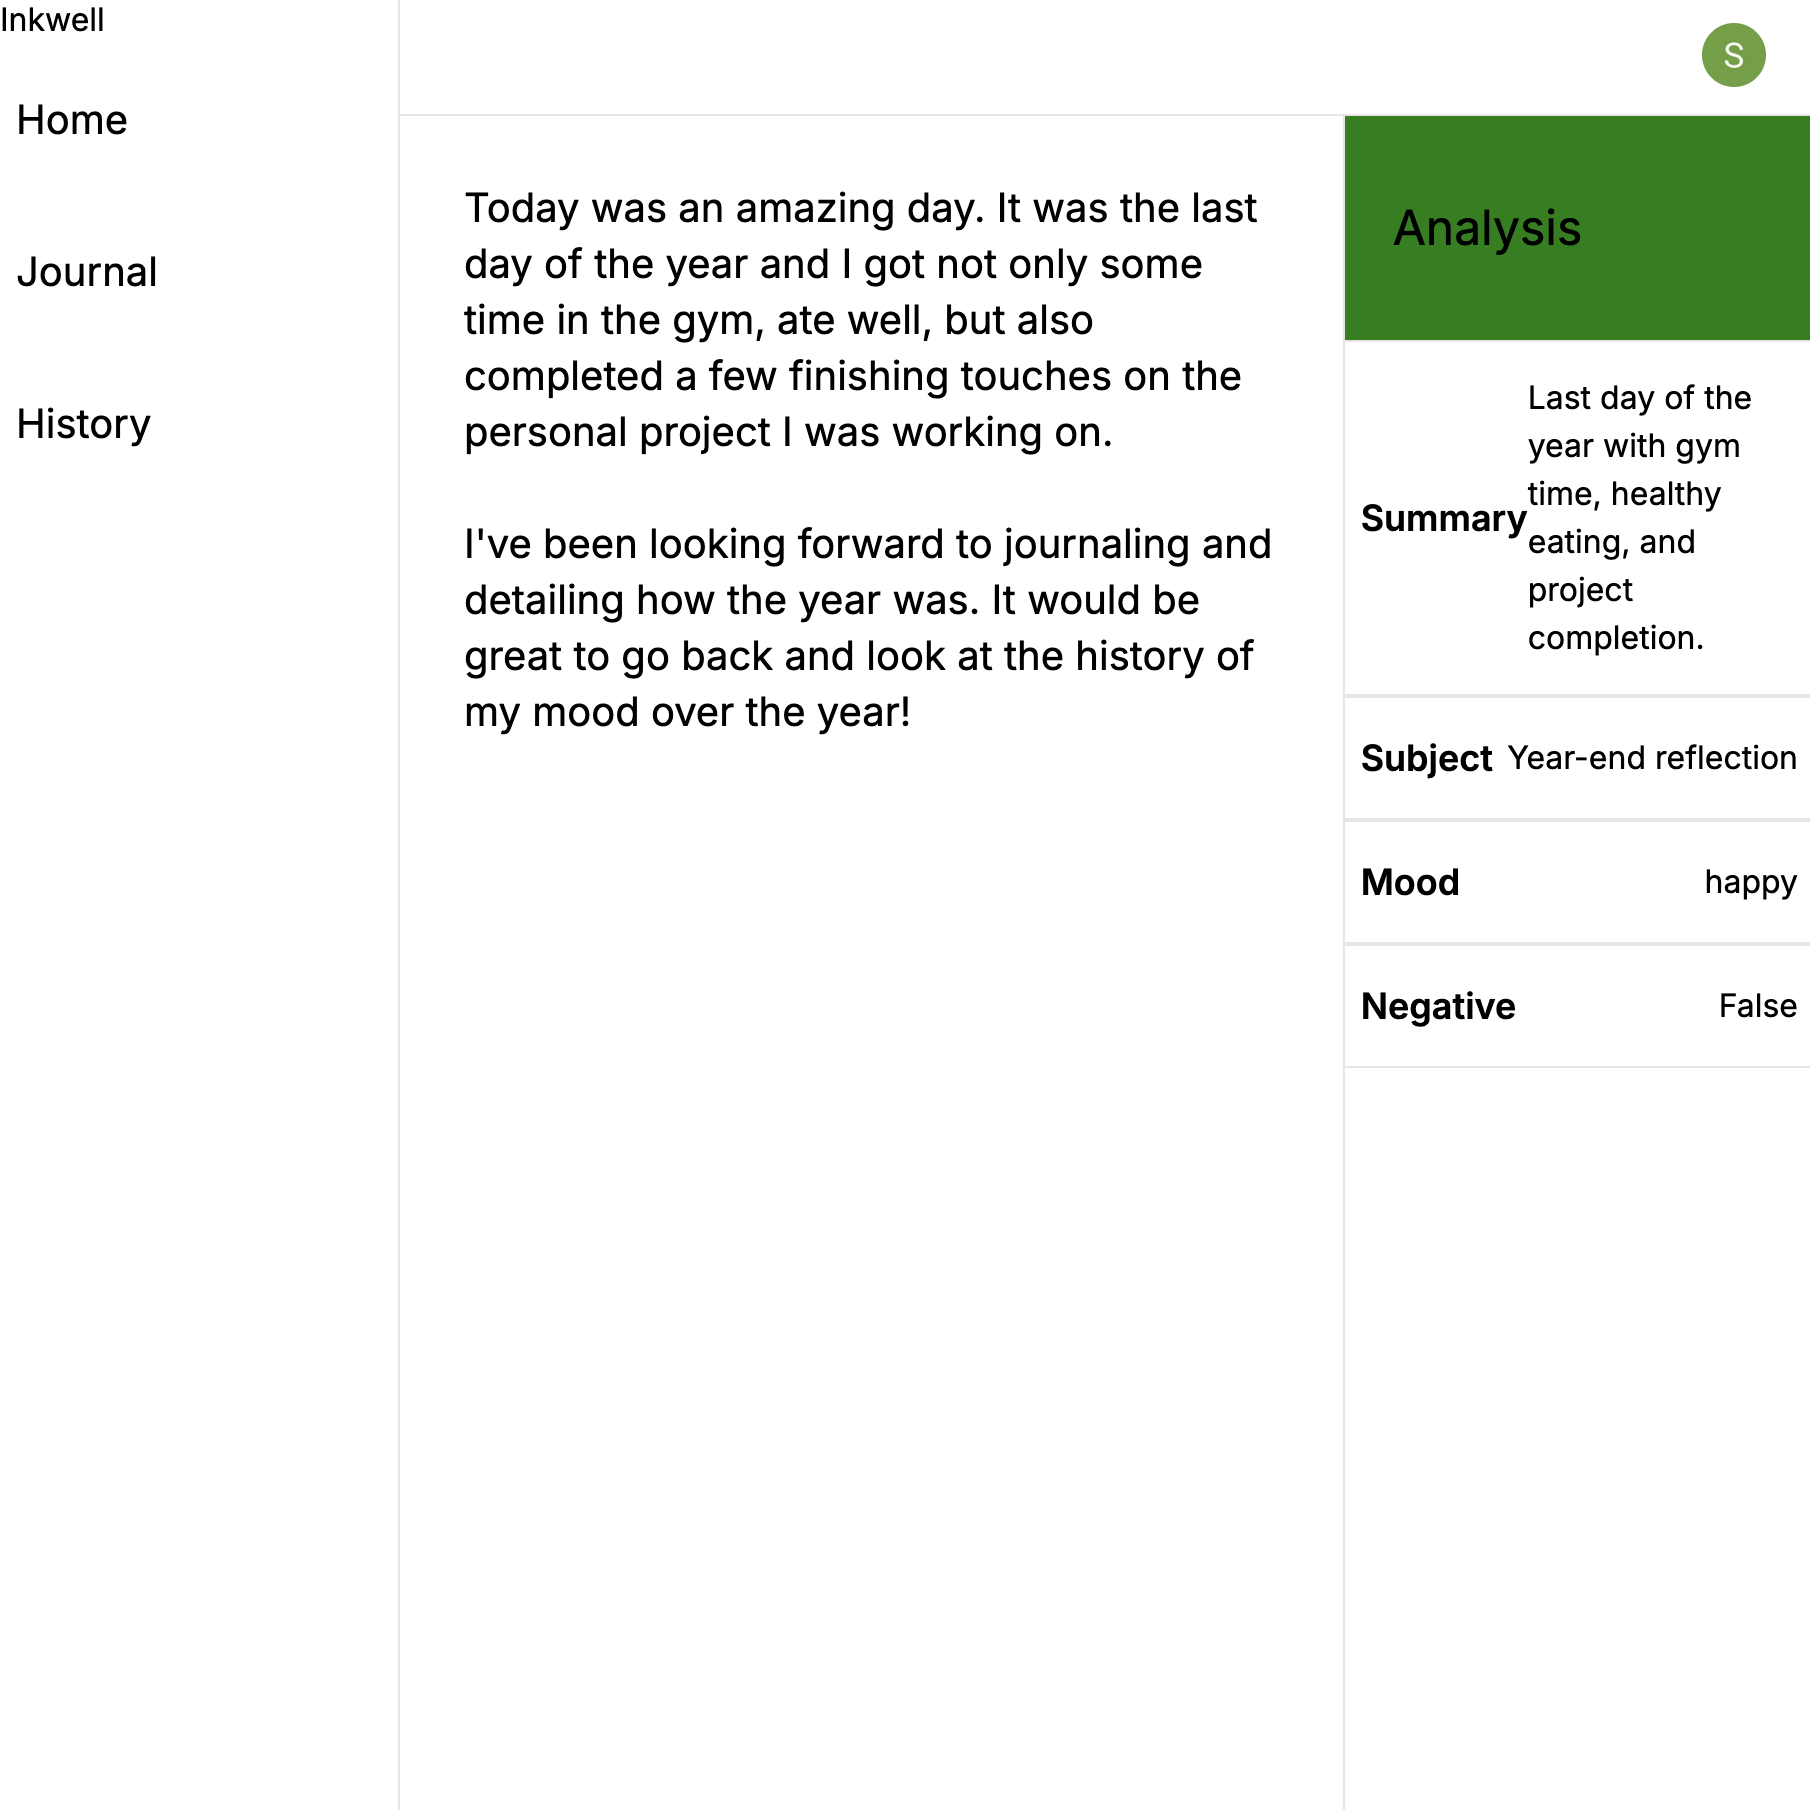 Inkwell
Home
Journal
History
S
Today was an amazing day. It was the last
day of the year and I got not only some
time in the gym, ate well, but also
completed a few finishing touches on the
personal project I was working on.
I've been looking forward to journaling and
detailing how the year was. It would be
great to go back and look at the history of
my mood over the year!
Analysis
Summary
Last day of the
year with gym
time, healthy
eating, and
project
completion.
Subject Year-end reflection
Mood happy
Negative False